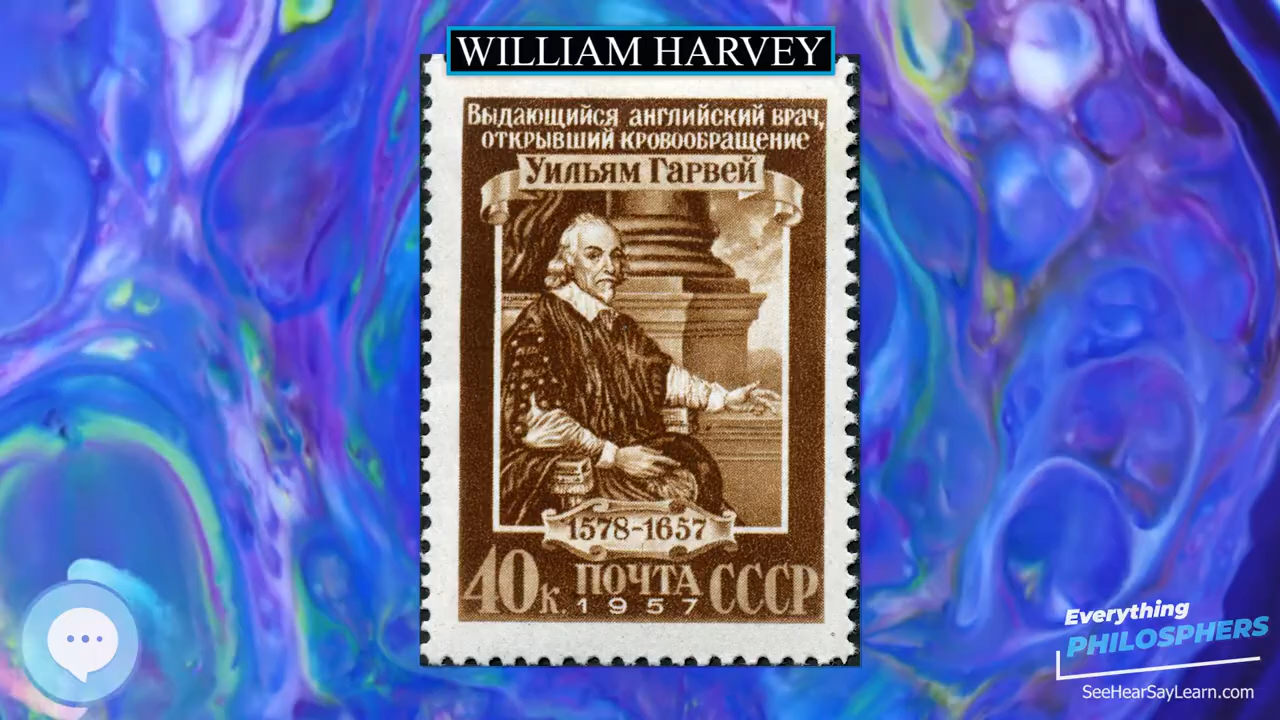 WILLIAM HARVEY
Выдающийся английский врач,
открывший кровообращение
Уильям Гарвей
1578-1657
40к. ПОЧТА СССР
1957
Everything
PHILOSPHERS
SeeHearSayLearn.com